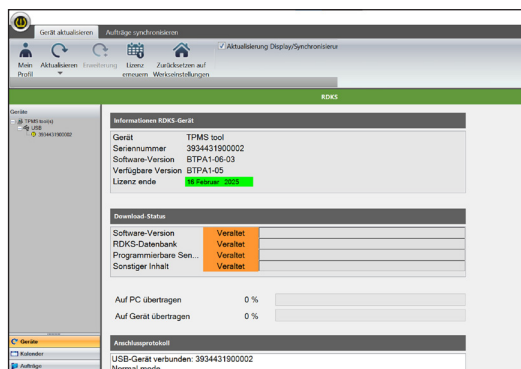 Gerät aktualisieren Aufträge synchronisieren
Mein Profil
Aktualisieren
Erweiterung
Lizenz erneuern
Zurücksetzen auf Werkseinstellungen
Aktualisierung Display/Synchronisierun
RDKS
Geräte
TPMS tool(s)
USB
3934431900002
Informationen RDKS-Gerät
Gerät TPMS tool
Seriennummer 3934431900002
Software-Version BTPA1-06-03
Verfügbare Version BTPA1-05
Lizenz ende 16 Februar 2025
Download-Status
Software-Version Veraltet
RDKS-Datenbank Veraltet
Programmierbare Sen... Veraltet
Sonstiger Inhalt Veraltet
Auf PC übertragen 0 %
Auf Gerät übertragen 0 %
Anschlussprotokoll
USB-Gerät verbunden: 3934431900002
Normal mode
Geräte
Kalender
Aufträge